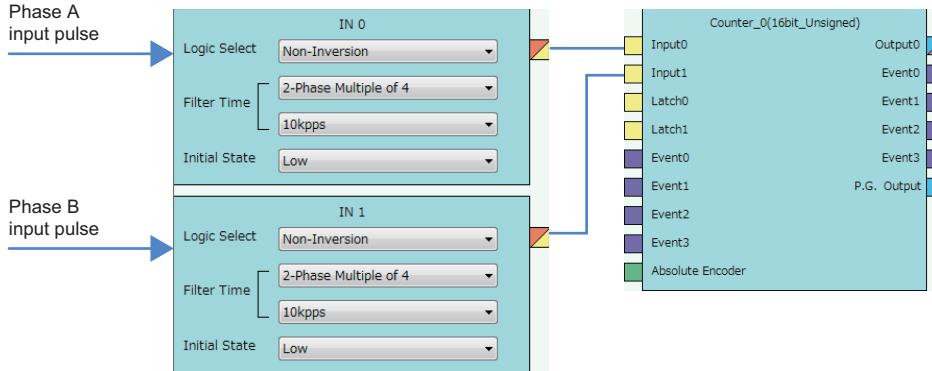 Phase A
input pulse
IN 0
Logic Select
Non-Inversion
Filter Time
2-Phase Multiple of 4
10kpps
Initial State
Low
Phase B
input pulse
IN 1
Logic Select
Non-Inversion
Filter Time
2-Phase Multiple of 4
10kpps
Initial State
Low
Counter_0(16bit_Unsigned)
Input0
Output0
Input1
Event0
Latch0
Event1
Latch1
Event2
Event0
Event3
Event1
P.G. Output
Event2
Event3
Absolute Encoder